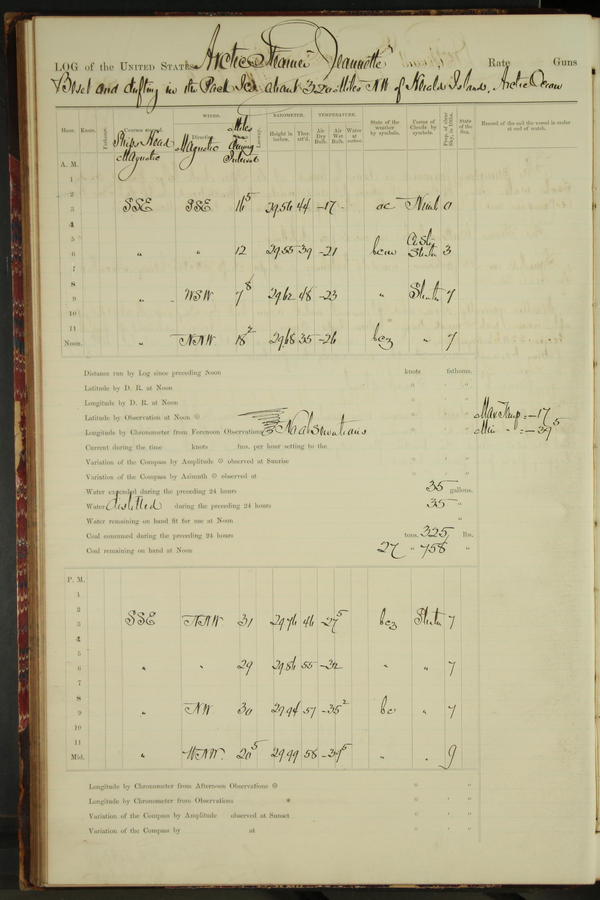 LOG of the UNITED STATES Arctic Steamer Jeannette Rate Guns
Beset and drifting in the Pack Ice about 320 Miles NW of Herald Island, Arctic Ocean
Hour. Knots. Fathoms. Courses steered. WINDS. Leeway. BAROMETER. TEMPERATURE. State of the weather by symbols. Forms of Clouds by symbols. Prop. of clear Sky, in 10ths. State of the Sea. Record of the sail the vessel is under at end of watch.
Ships Head Magnetic Direction Magnetic Miles during Interval Height in inches. Ther. att'd. Air Dry Bulb. Air Wet Bulb. Water at surface.
A. M.
1
2
3 SSE SSE 16 5 29.56 44 -17 oc Nimb 0
4
5
6 " " 12 29.55 39 -21 bcm Stratus 3
7
8
9 " WSW 7 8 29.62 48 -23 " Stratus 7
10
11
Noon. " NNW 18 2 29.68 35 -26 bcz " 7
Distance run by Log since preceding Noon knots fathoms.
Latitude by D. R. at Noon ° ' "
Longitude by D. R. at Noon ° ' "
Latitude by Observation at Noon ☉ ° ' " Max Temp = -17
Longitude by Chronometer from Forenoon Observations No observations Min " = -39 5
Current during the time knots fms. per hour setting to the
Variation of the Compass by Amplitude ☉ observed at Sunrise ° ' "
Variation of the Compass by Azimuth ☉ observed at ° ' "
Water expended during the preceding 24 hours 35 gallons.
Water distilled during the preceding 24 hours 35 "
Water remaining on hand fit for use at Noon "
Coal consumed during the preceding 24 hours tons. 325 lbs.
Coal remaining on hand at Noon 27 " 758 "
P. M.
1
2
3 SSE NNW 31 29.76 46 -27 5 bcz Stratus 7
4
5
6 " " 29 29.86 55 -32 " " 7
7
8
9 " NW 30 29.94 57 -35 2 bc " 7
10
11
Mid. " WNW. 20 5 29.99 58 -39 5 " " 9
Longitude by Chronometer from Afternoon Observations ☉ ° ' "
Longitude by Chronometer from Observations * ° ' "
Variation of the Compass by Amplitude observed at Sunset ° ' "
Variation of the Compass by at ° ' "